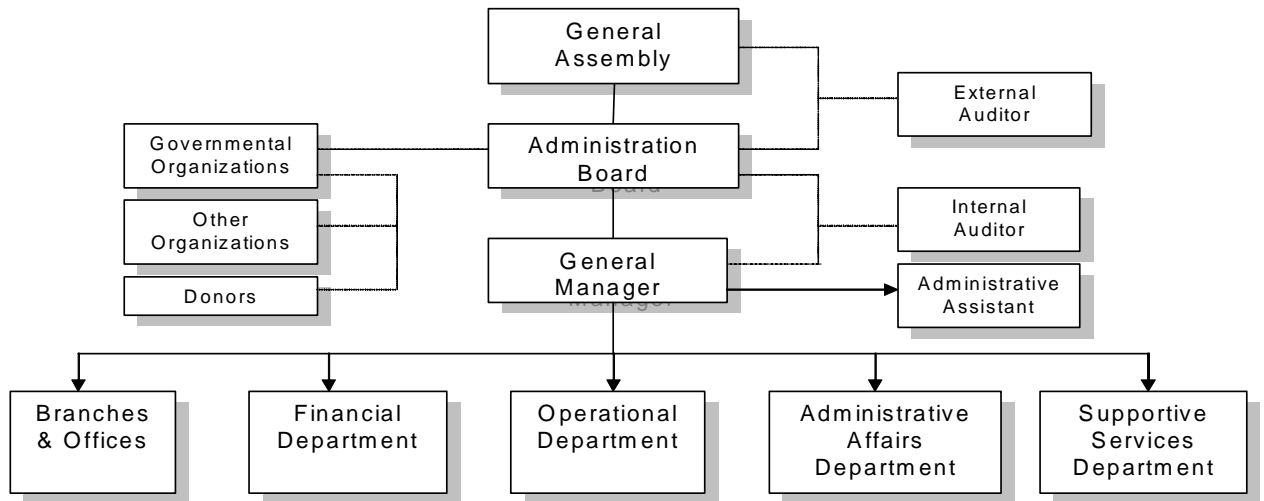 General
Assembly
External
Auditor
Governmental
Organizations
Administration
Board
Other
Organizations
Internal
Auditor
General
Manager
Donors
Administrative
Assistant
Branches
& Offices
Financial
Department
Operational
Department
Administrative
Affairs
Department
Supportive
Services
Department